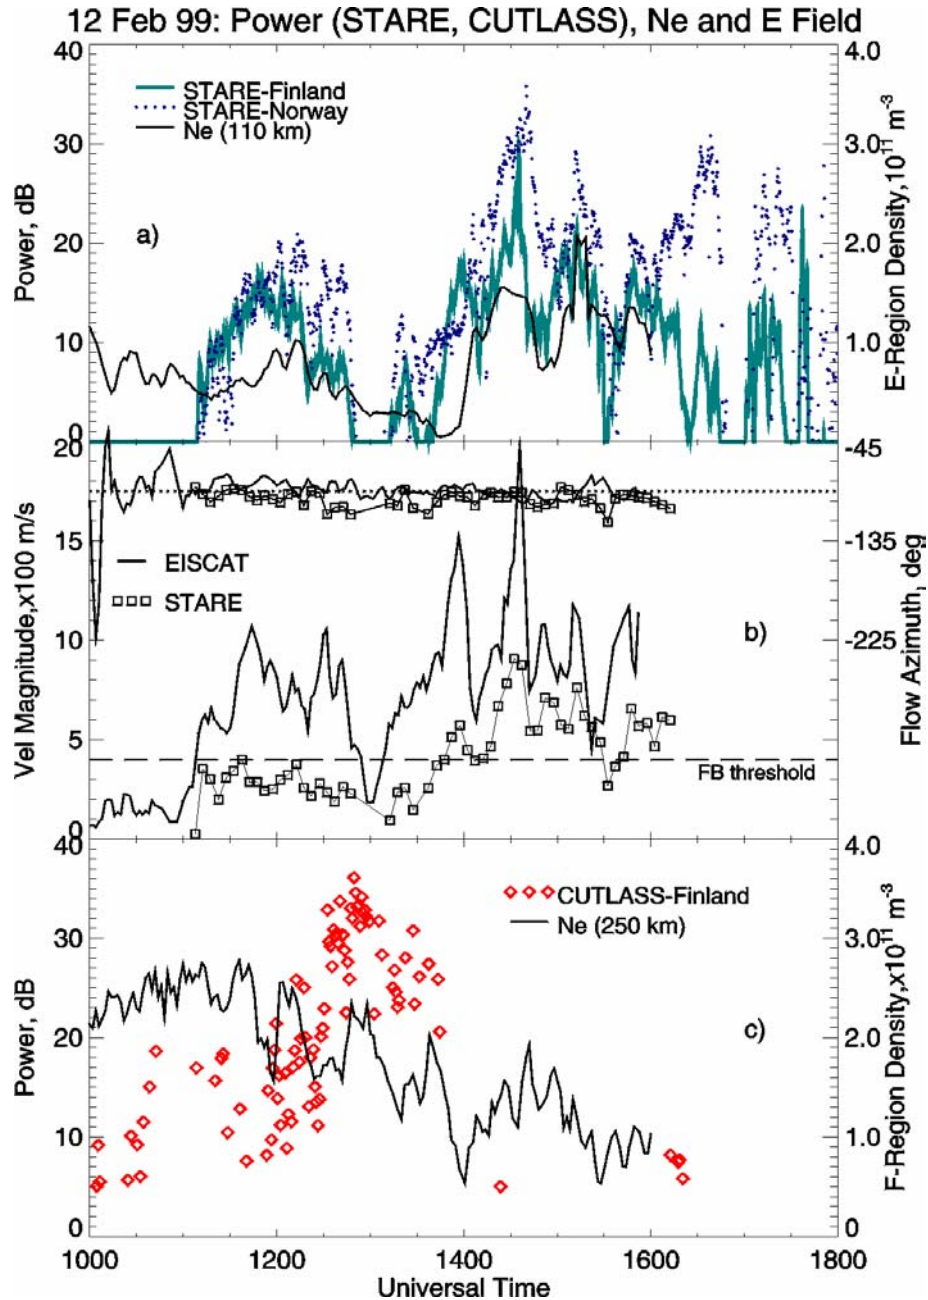 12 Feb 99: Power (STARE, CUTLASS), Ne and E Field
40
30
20
10
0
Power, dB
STARE-Finland
STARE-Norway
Ne (110 km)
a)
4.0
3.0
2.0
1.0
0
E-Region Density,10¹¹ m⁻³
20
15
10
5
0
Vel Magnitude,x100 m/s
EISCAT
STARE
b)
FB threshold
-45
-135
-225
Flow Azimuth, deg
40
30
20
10
0
Power, dB
CUTLASS-Finland
Ne (250 km)
c)
4.0
3.0
2.0
1.0
0
F-Region Density,x10¹¹ m⁻³
1000 1200 1400 1600 1800
Universal Time